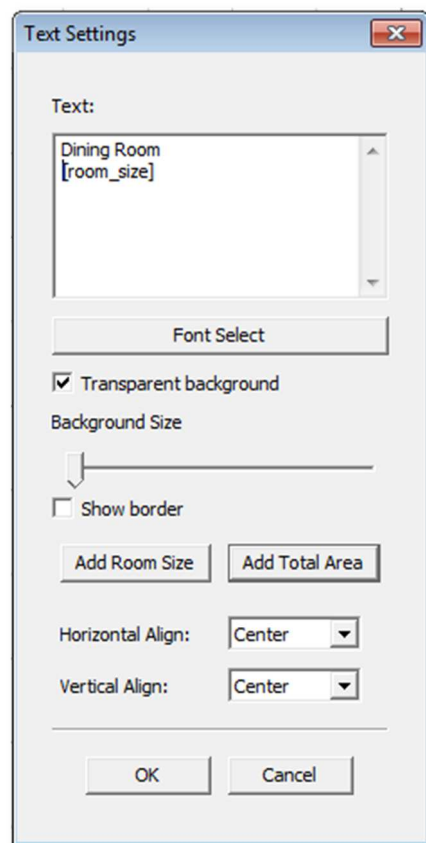 Text Settings
Text:
Dining Room
[room_size]
Font Select
Transparent background
Background Size
Show border
Add Room Size
Add Total Area
Horizontal Align:
Center
Vertical Align:
Center
OK
Cancel